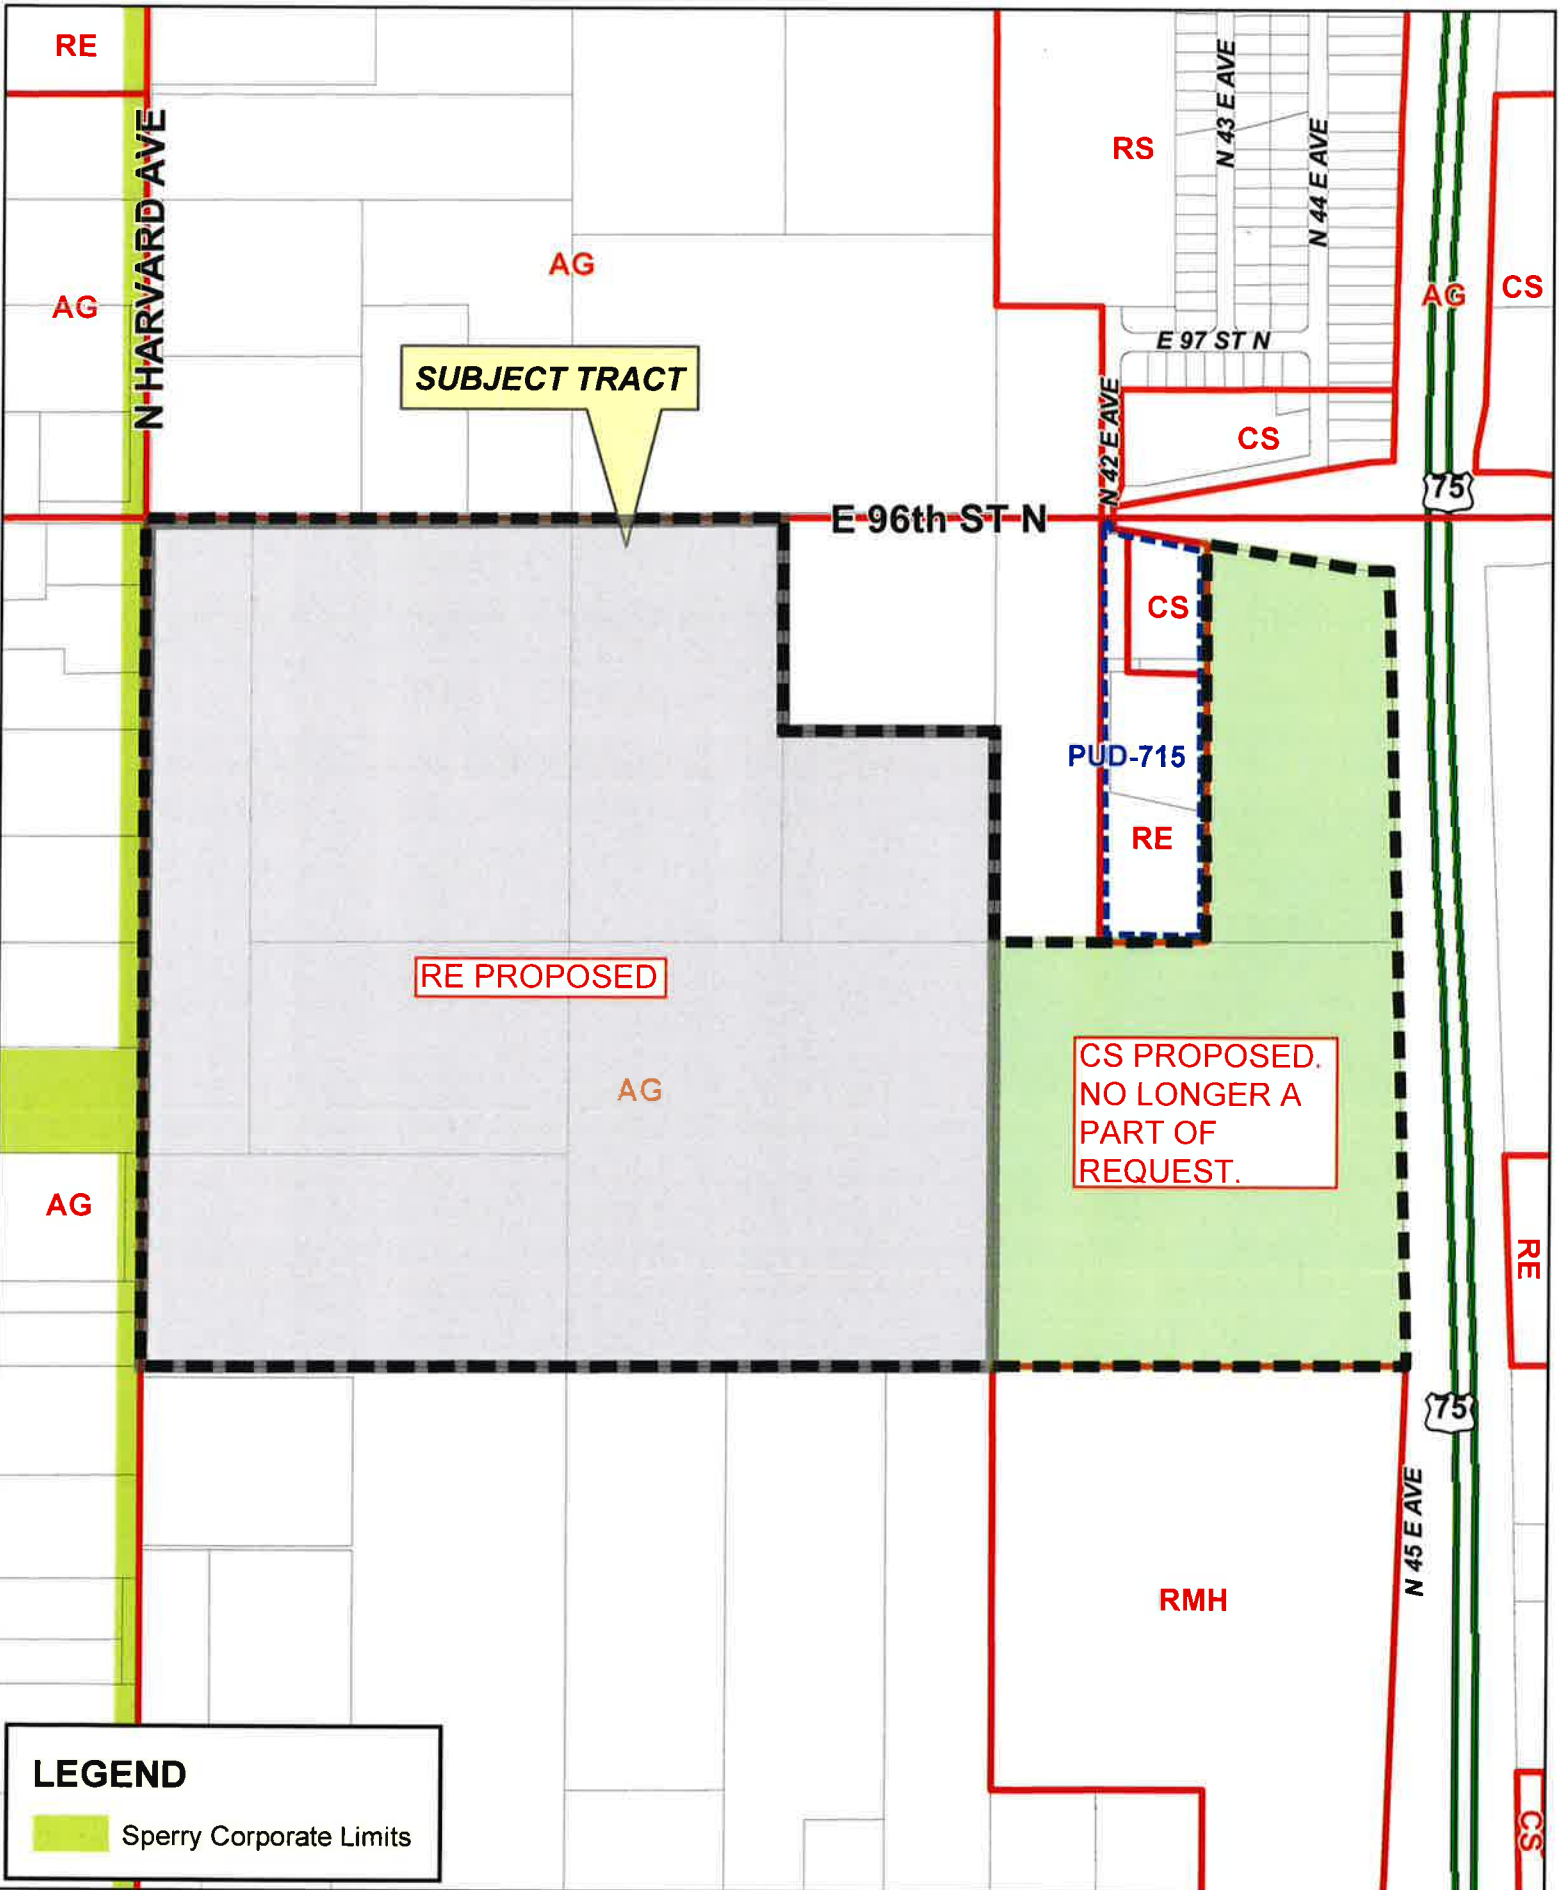 RE
N HARVARD AVE
RS
N 43 E AVE
N 44 E AVE
AG
AG
AG
CS
E 97 ST N
SUBJECT TRACT
N 42 E AVE
CS
75
E 96th ST N
CS
PUD-715
RE
RE PROPOSED
AG
CS PROPOSED.
NO LONGER A
PART OF
REQUEST.
AG
RE
75
N 45 E AVE
RMH
LEGEND
Sperry Corporate Limits
CS